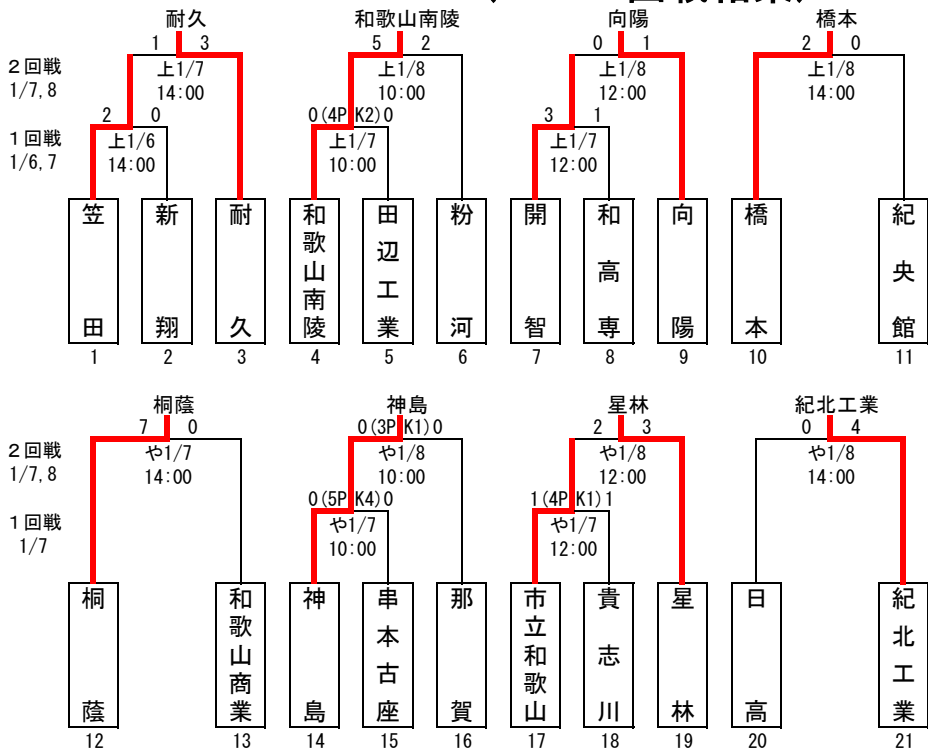 耐久 和歌山南陵 向陽 橋本
1 3 5 2 0 1 2 0
2回戦 上1/7 上1/8 上1/8 上1/8
1/7,8 14:00 10:00 12:00 14:00
2 0 0(4PK2)0 3 1
1回戦 上1/6 上1/7 上1/7
1/6,7 14:00 10:00 12:00
笠田 新翔 耐久 和歌山南陵 田辺工業 粉河 開智 和高専 向陽 橋本 紀央館
1 2 3 4 5 6 7 8 9 10 11
桐蔭 神島 星林 紀北工業
7 0 0(3PK1)0 2 3 0 4
2回戦 や1/7 や1/8 や1/8 や1/8
1/7,8 14:00 10:00 12:00 14:00
0(5PK4)0 1(4PK1)1
1回戦 や1/7 や1/7
1/7 10:00 12:00
桐蔭 和歌山商業 神島 串本古座 那賀 市立和歌山 貴志川 星林 日高 紀北工業
12 13 14 15 16 17 18 19 20 21